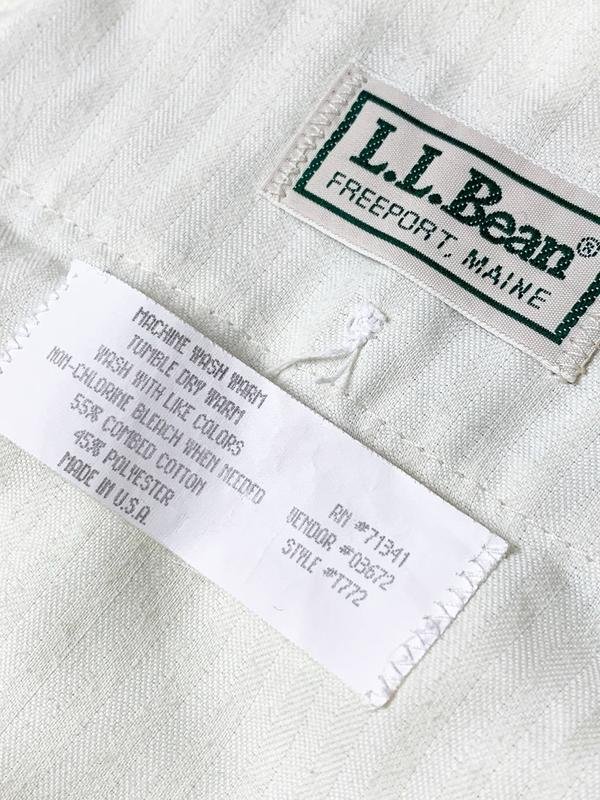 L.L.Bean®
FREEPORT, MAINE
MACHINE WASH WARM
TUMBLE DRY WARM
WASH WITH LIKE COLORS
NON-CHLORINE BLEACH WHEN NEEDED
55% COMBED COTTON
45% POLYESTER
MADE IN U.S.A.
RN #71341
VENDOR #03672
STYLE #T772